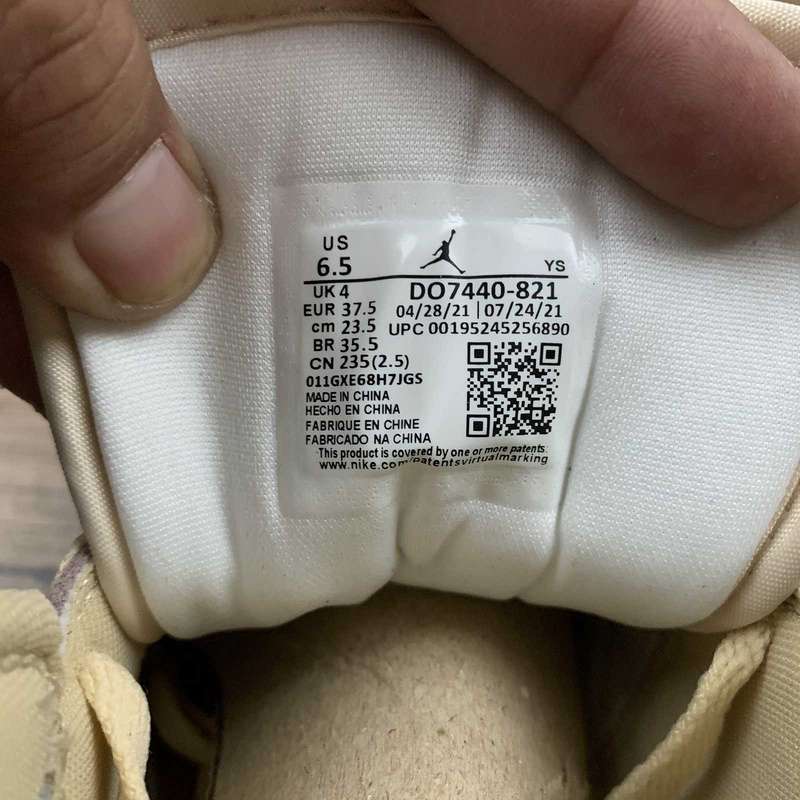 US
6.5
YS
UK 4
DO7440-821
EUR 37.5
04/28/21 | 07/24/21
cm 23.5
UPC 00195245256890
BR 35.5
CN 235(2.5)
011GXE68H7JGS
MADE IN CHINA
HECHO EN CHINA
FABRIQUE EN CHINE
FABRICADO NA CHINA
This product is covered by one or more patents.
www.nike.com/patentsvirtualmarking